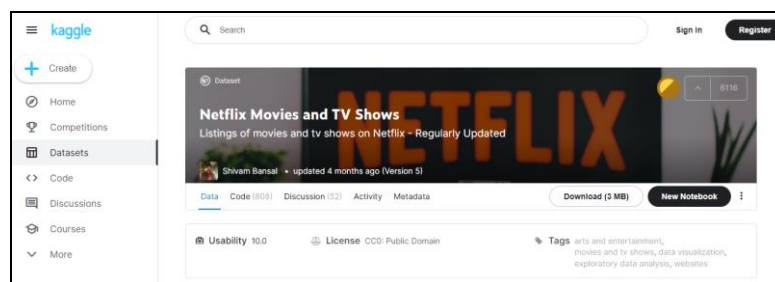 kaggle
Search
Sign In
Register
Create
Home
Competitions
Datasets
Code
Discussions
Courses
More
Dataset
6116
NETFLIX
Netflix Movies and TV Shows
Listings of movies and tv shows on Netflix - Regularly Updated
Shivam Bansal • updated 4 months ago (Version 5)
Data Code (808) Discussion (52) Activity Metadata
Download (3 MB)
New Notebook
Usability 10.0
License CC0: Public Domain
Tags arts and entertainment,
movies and tv shows, data visualization,
exploratory data analysis, websites